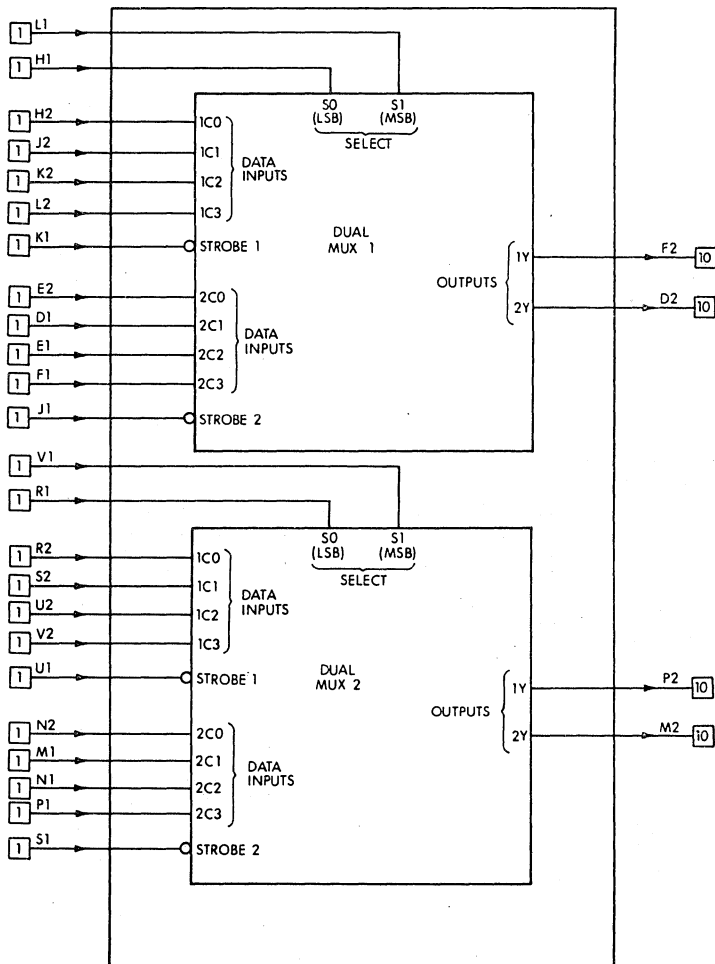 1 L1
1 H1
S0 S1
(LSB) (MSB)
SELECT
1 H2 1C0
1 J2 1C1
1 K2 1C2
1 L2 1C3
DATA
INPUTS
1 K1 STROBE 1
DUAL
MUX 1
1 E2 2C0
1 D1 2C1
1 E1 2C2
1 F1 2C3
DATA
INPUTS
1 J1 STROBE 2
OUTPUTS
1Y F2 10
2Y D2 10
1 V1
1 R1
S0 S1
(LSB) (MSB)
SELECT
1 R2 1C0
1 S2 1C1
1 U2 1C2
1 V2 1C3
DATA
INPUTS
1 U1 STROBE 1
DUAL
MUX 2
1 N2 2C0
1 M1 2C1
1 N1 2C2
1 P1 2C3
DATA
INPUTS
1 S1 STROBE 2
OUTPUTS
1Y P2 10
2Y M2 10